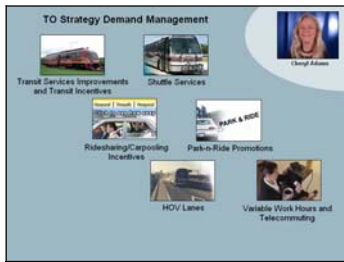 TO Strategy Demand Management
Cheryl Adams
Transit Services Improvements
and Transit Incentives
Shuttle Services
PARK & RIDE
Ridesharing/Carpooling
Incentives
Park-n-Ride Promotions
HOV Lanes
Variable Work Hours and
Telecommuting